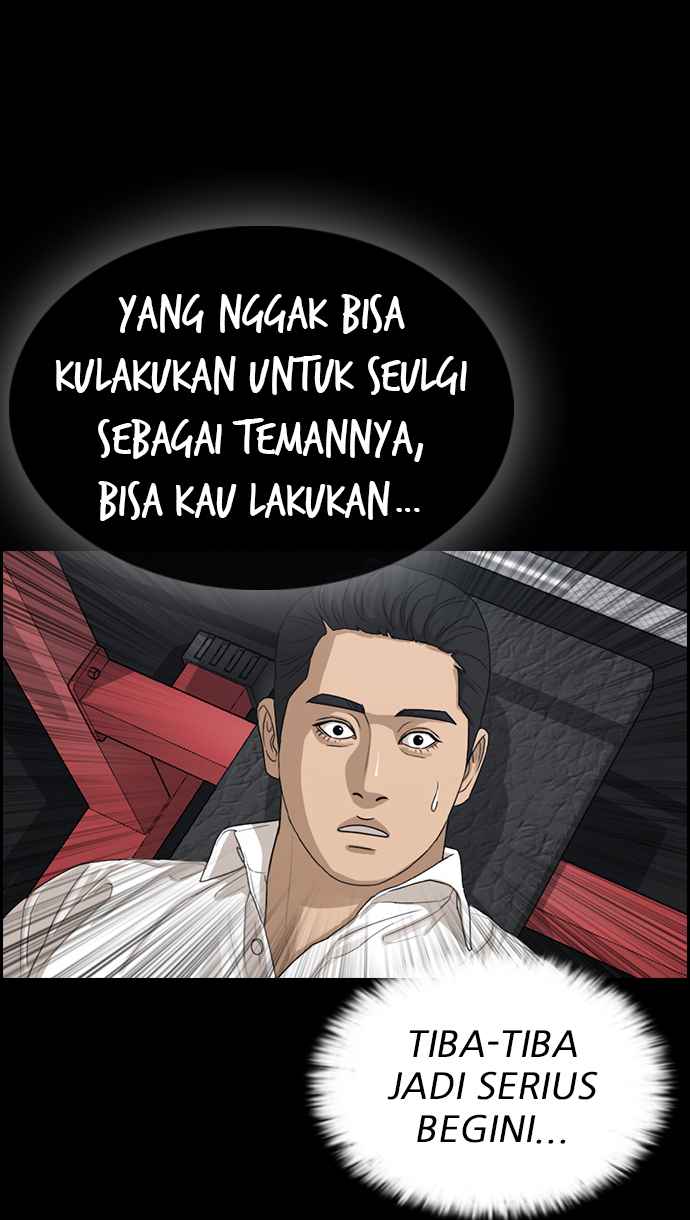 YANG NGGAK BISA
KULAKUKAN UNTUK SEULGI
SEBAGAI TEMANNYA,
BISA KAU LAKUKAN...
TIBA-TIBA
JADI SERIUS
BEGINI...